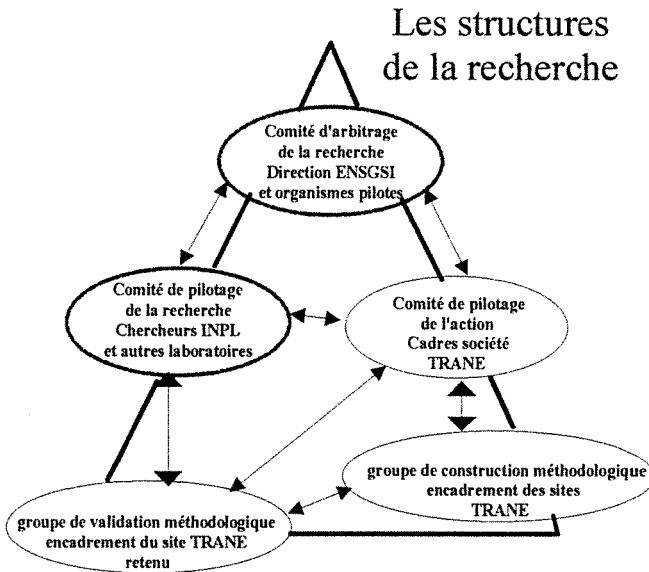 Les structures
de la recherche
Comité d'arbitrage
de la recherche
Direction ENSGSI
et organismes pilotes
Comité de pilotage
de la recherche
Chercheurs INPL
et autres laboratoires
Comité de pilotage
de l'action
Cadres société
TRANE
groupe de construction méthodologique
encadrement des sites
TRANE
groupe de validation méthodologique
encadrement du site TRANE
retenu